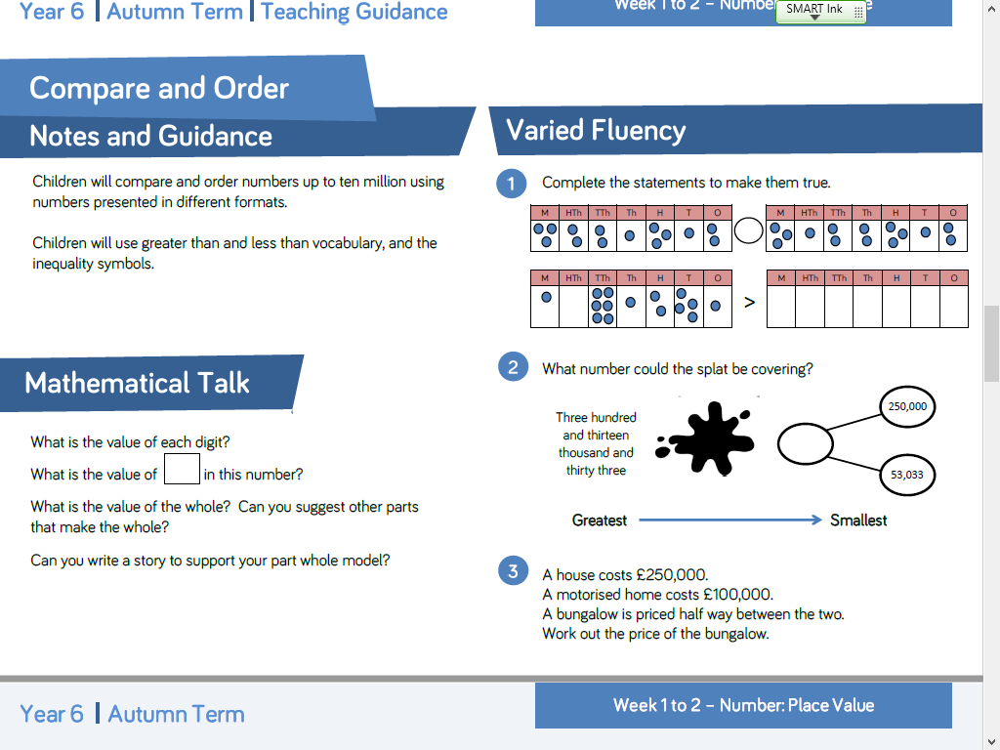 Year 6 | Autumn Term | Teaching Guidance
Week 1 to 2 – Number
SMART Ink
Compare and Order
Notes and Guidance
Children will compare and order numbers up to ten million using
numbers presented in different formats.
Children will use greater than and less than vocabulary, and the
inequality symbols.
Mathematical Talk
What is the value of each digit?
What is the value of in this number?
What is the value of the whole? Can you suggest other parts
that make the whole?
Can you write a story to support your part whole model?
Varied Fluency
1 Complete the statements to make them true.
M HTh TTh Th H T O M HTh TTh Th H T O
M HTh TTh Th H T O M HTh TTh Th H T O
>
2 What number could the splat be covering?
Three hundred
and thirteen
thousand and
thirty three
250,000
53,033
Greatest Smallest
3 A house costs £250,000.
A motorised home costs £100,000.
A bungalow is priced half way between the two.
Work out the price of the bungalow.
Year 6 | Autumn Term
Week 1 to 2 – Number: Place Value